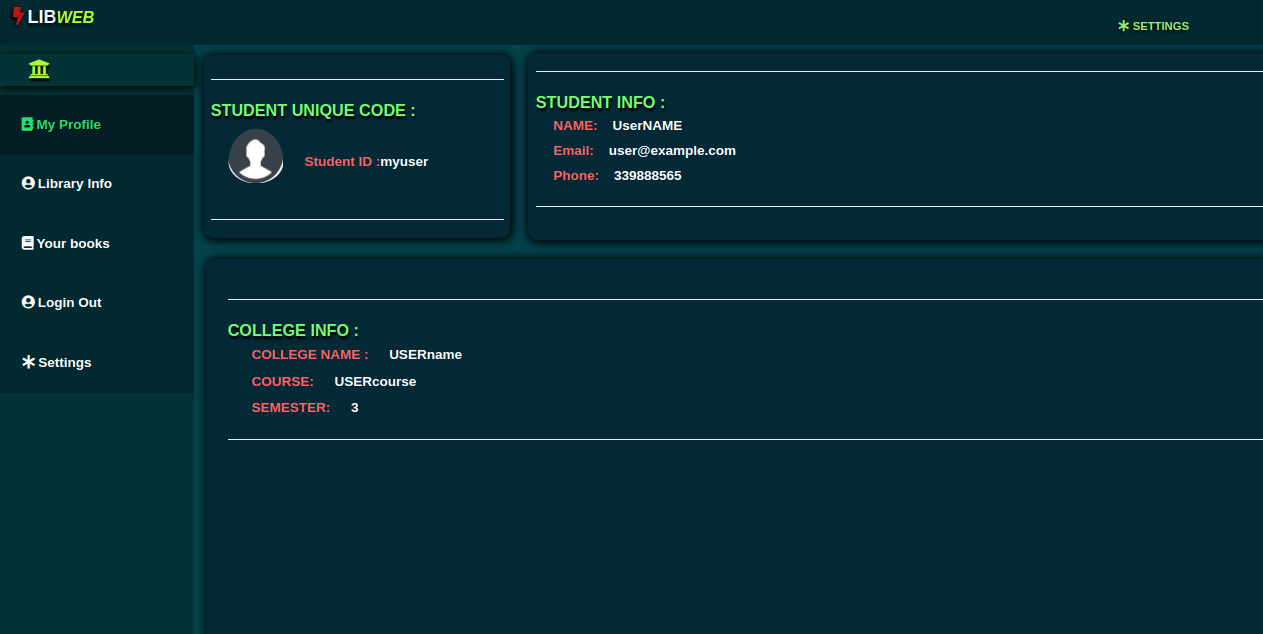 LIBWEB
SETTINGS
My Profile
Library Info
Your books
Login Out
Settings
STUDENT UNIQUE CODE :
Student ID :myuser
STUDENT INFO :
NAME: UserNAME
Email: user@example.com
Phone: 339888565
COLLEGE INFO :
COLLEGE NAME : USERname
COURSE: USERcourse
SEMESTER: 3